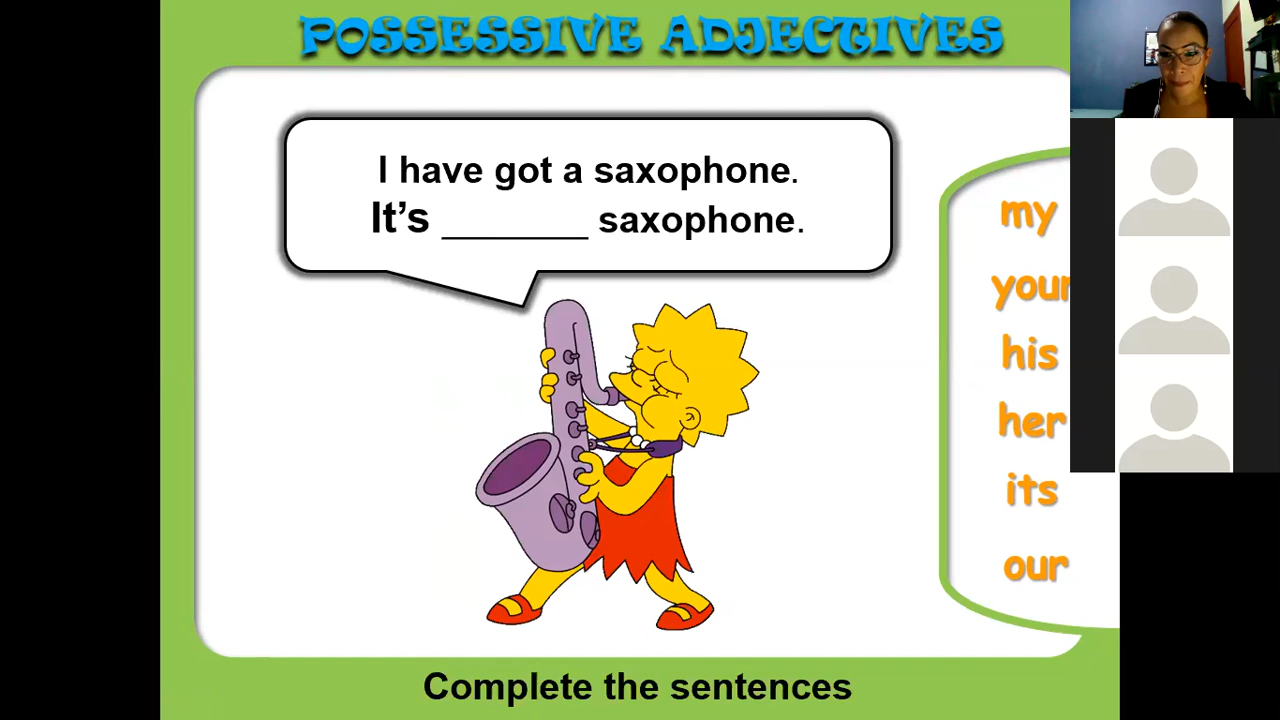 POSSESSIVE ADJECTIVES
I have got a saxophone.
It's _______ saxophone.
my
your
his
her
its
our
Complete the sentences